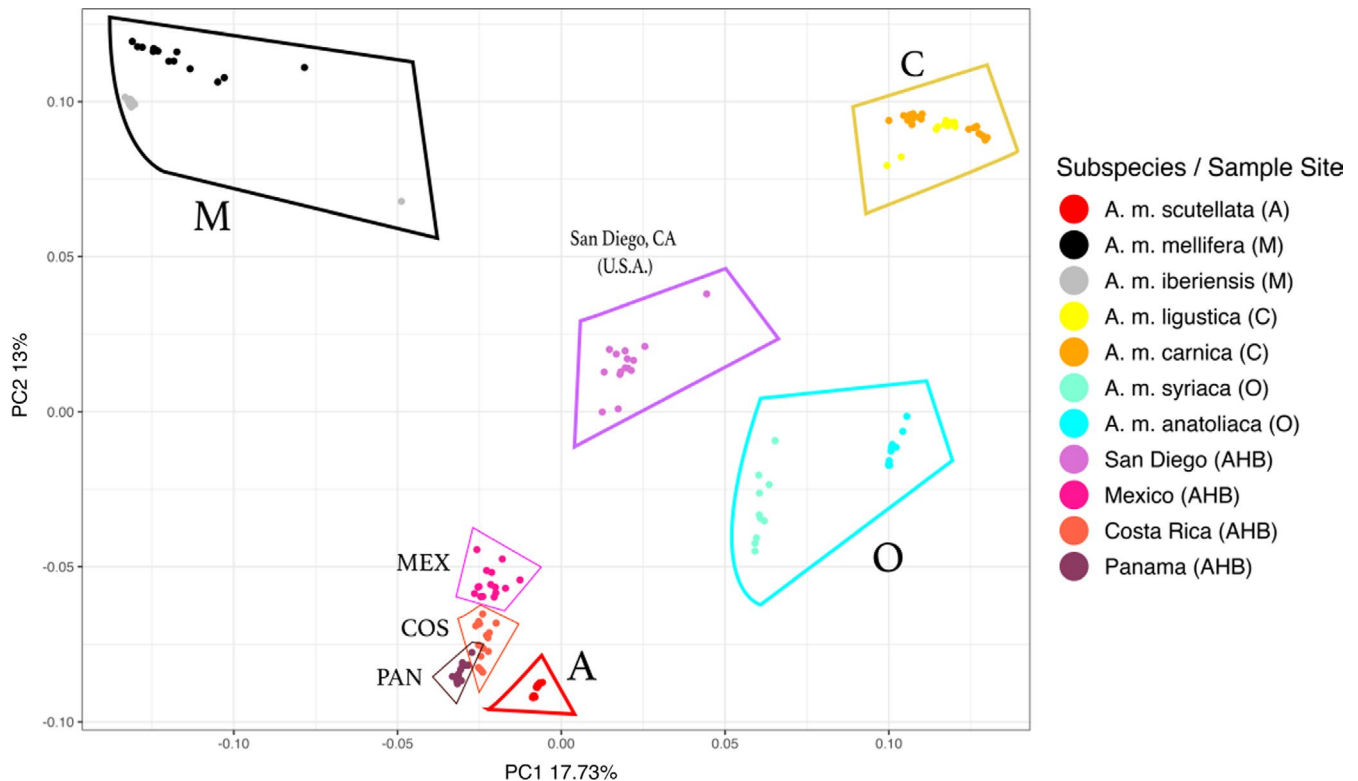 C
M
San Diego, CA
(U.S.A.)
O
MEX
COS
PAN
A
0.10
0.05
0.00
-0.05
-0.10
PC2 13%
-0.10
-0.05
0.00
0.05
0.10
PC1 17.73%
Subspecies / Sample Site
A. m. scutellata (A)
A. m. mellifera (M)
A. m. iberiensis (M)
A. m. ligustica (C)
A. m. carnica (C)
A. m. syriaca (O)
A. m. anatoliaca (O)
San Diego (AHB)
Mexico (AHB)
Costa Rica (AHB)
Panama (AHB)